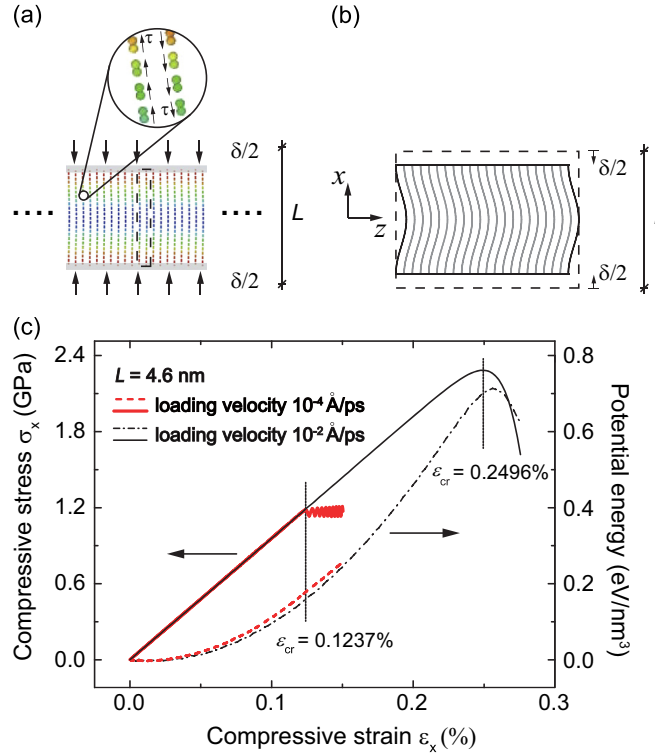 (a)
(b)
τ
τ
δ/2
δ/2
L
δ/2
δ/2
x
z
(c)
2.4
1.8
1.2
0.6
0.0
Compressive stress σx (GPa)
L = 4.6 nm
loading velocity 10-4 Å/ps
loading velocity 10-2 Å/ps
εcr = 0.2496%
εcr = 0.1237%
0.8
0.6
0.4
0.2
0.0
Potential energy (eV/nm3)
0.0 0.1 0.2 0.3
Compressive strain εx (%)